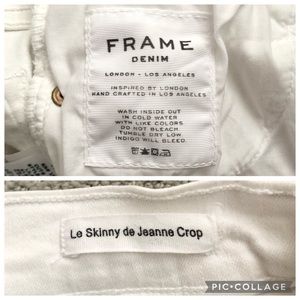 FRAME
DENIM
LONDON - LOS ANGELES
INSPIRED BY LONDON
HAND CRAFTED IN LOS ANGELES
WASH INSIDE OUT
IN COLD WATER
WITH LIKE COLORS
DO NOT BLEACH.
TUMBLE DRY LOW
INDIGO WILL BLEED.
Le Skinny de Jeanne Crop
PIC•COLLAGE